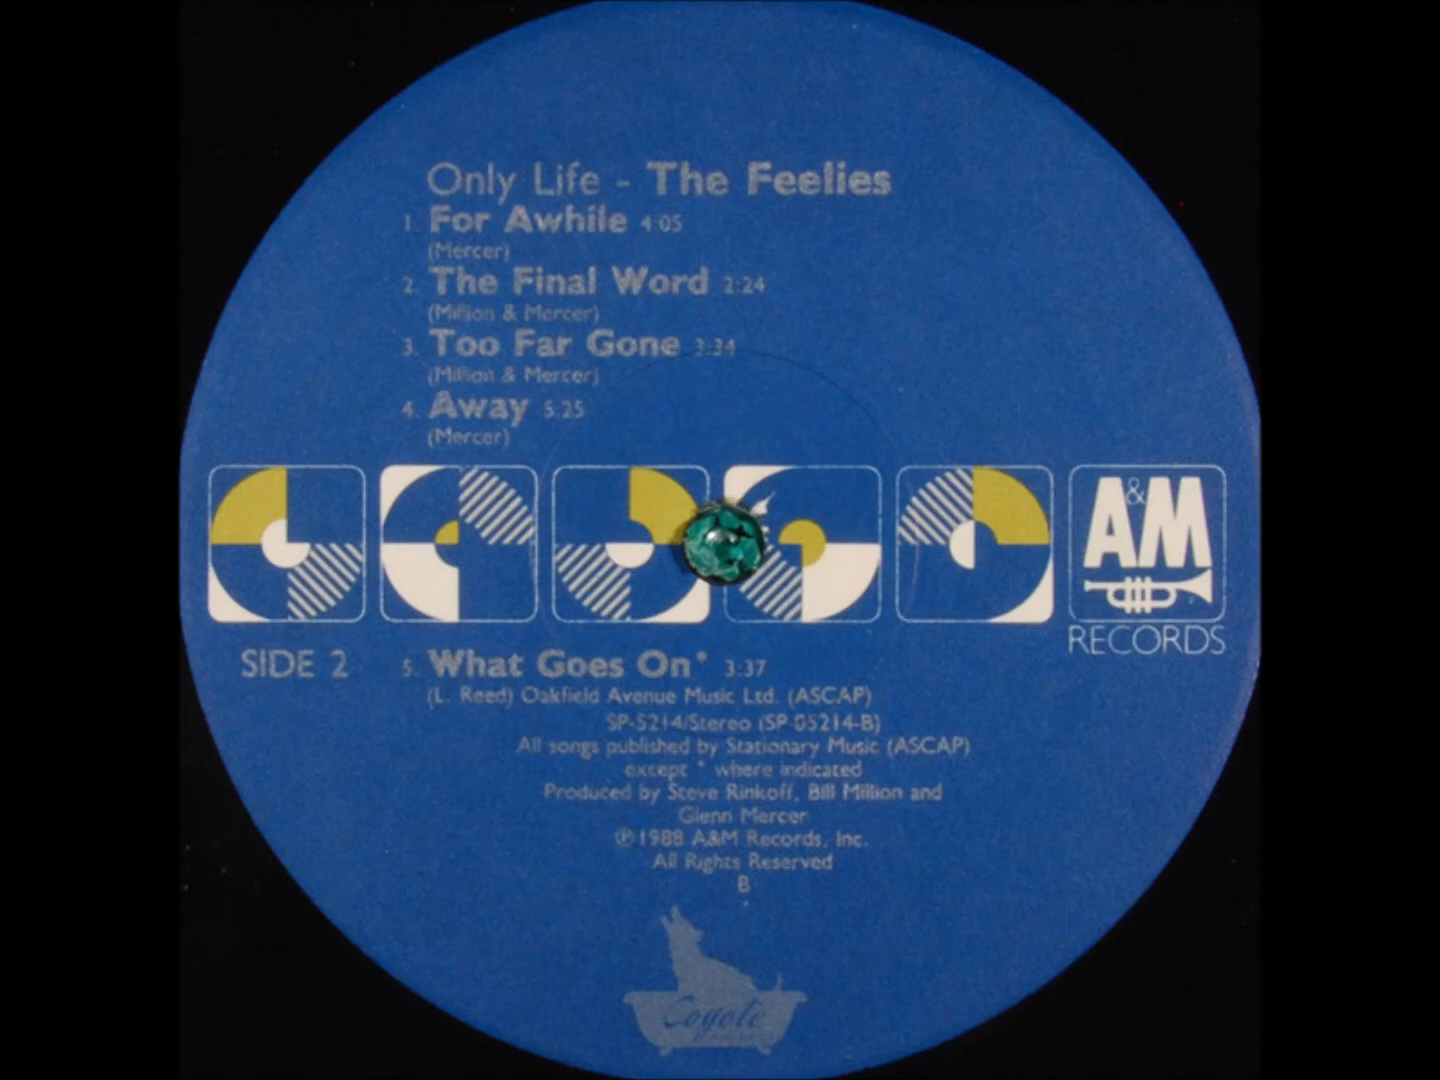 Only Life - The Feelies
1. For Awhile 4:05
(Mercer)
2. The Final Word 2:24
(Million & Mercer)
3. Too Far Gone 3:34
(Million & Mercer)
4. Away 5:25
(Mercer)
A&M
RECORDS
SIDE 2
5. What Goes On* 3:37
(L. Reed) Oakfield Avenue Music Ltd. (ASCAP)
SP-5214/Stereo (SP-05214-B)
All songs published by Stationary Music (ASCAP)
except * where indicated
Produced by Steve Rinkoff, Bill Million and
Glenn Mercer
℗1988 A&M Records, Inc.
All Rights Reserved
B
Coyote